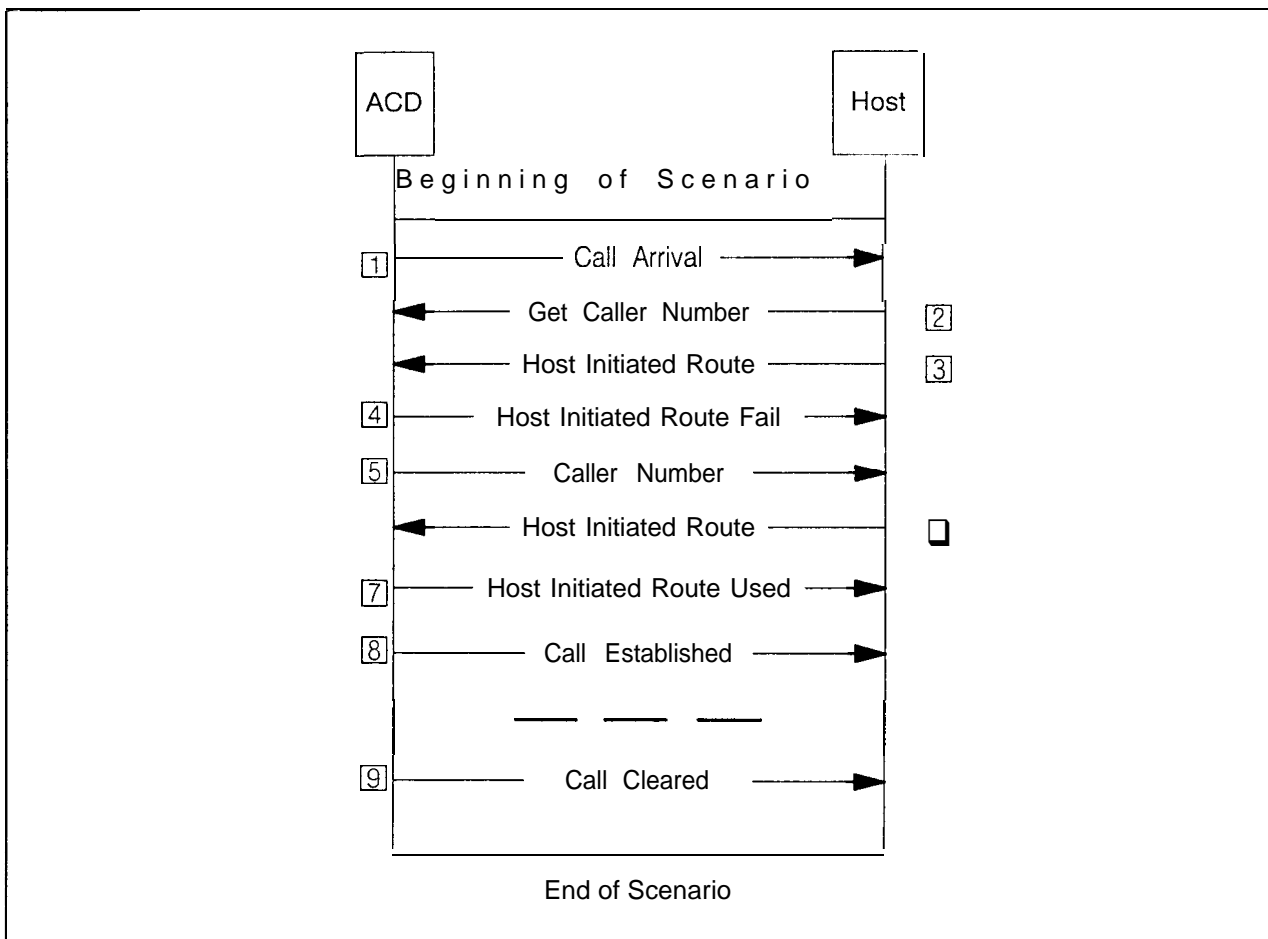 ACD
Host
Beginning of Scenario
1 Call Arrival
Get Caller Number 2
Host Initiated Route 3
4 Host Initiated Route Fail
5 Caller Number
Host Initiated Route
7 Host Initiated Route Used
8 Call Established
9 Call Cleared
End of Scenario